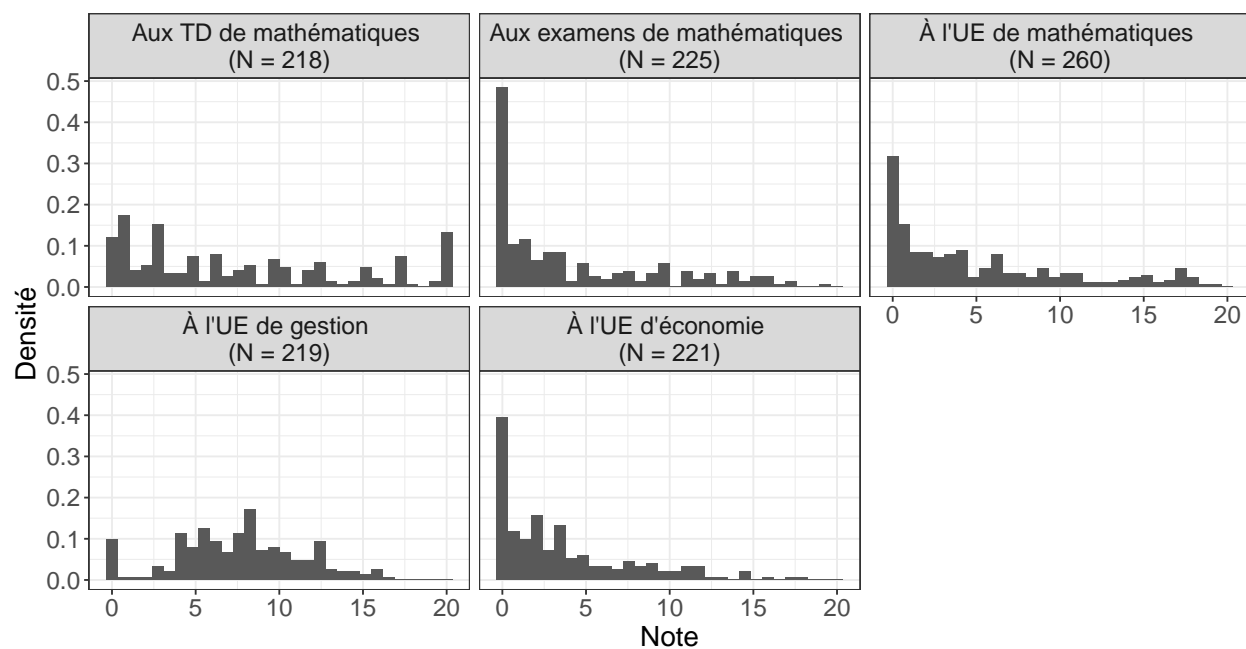 Aux TD de mathématiques
(N = 218)
Aux examens de mathématiques
(N = 225)
À l'UE de mathématiques
(N = 260)
0.5
0.4
0.3
0.2
0.1
0.0
0 5 10 15 20
À l'UE de gestion
(N = 219)
À l'UE d'économie
(N = 221)
0.5
0.4
0.3
0.2
0.1
0.0
0 5 10 15 20
0 5 10 15 20
Densité
Note